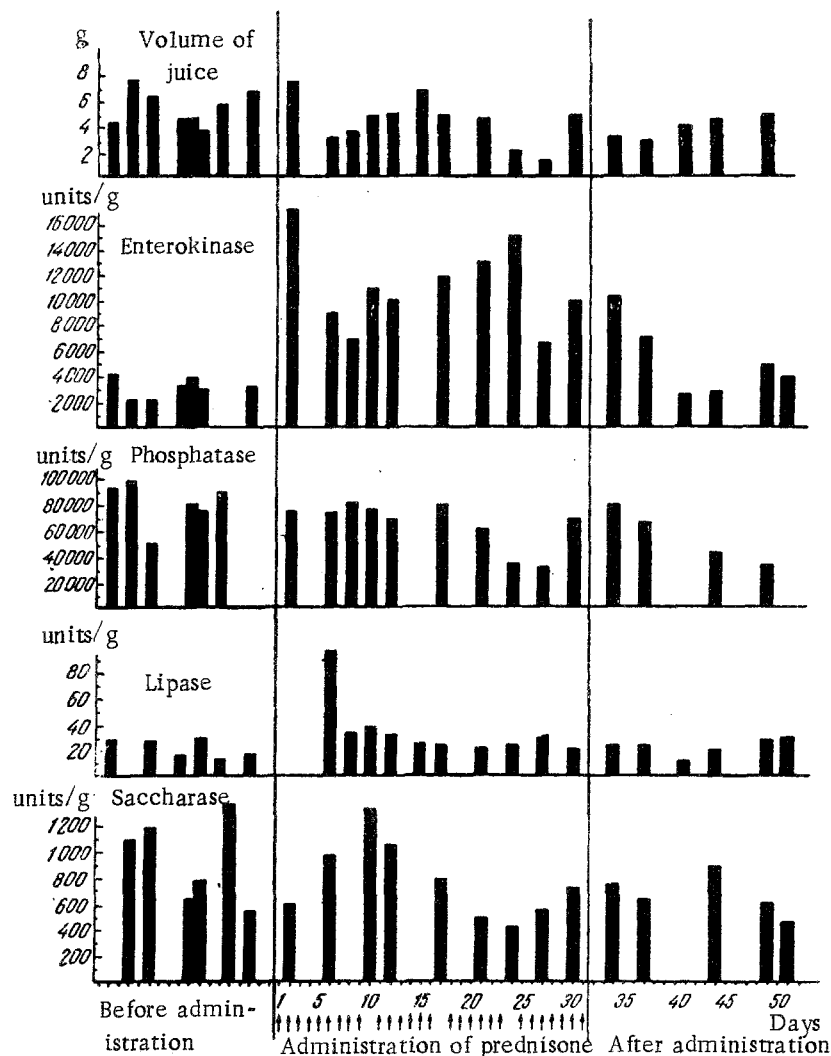 g Volume of
juice
8
6
4
2
units/g
16000
14000
12000
10000
8000
6000
4000
2000
Enterokinase
units/g Phosphatase
100000
80000
60000
40000
20000
units/g
Lipase
80
60
40
20
units/g Saccharase
1200
1000
800
600
400
200
1 5 10 15 20 25 30 35 40 45 50
Days
Before admin-
istration
Administration of prednisone
After administration